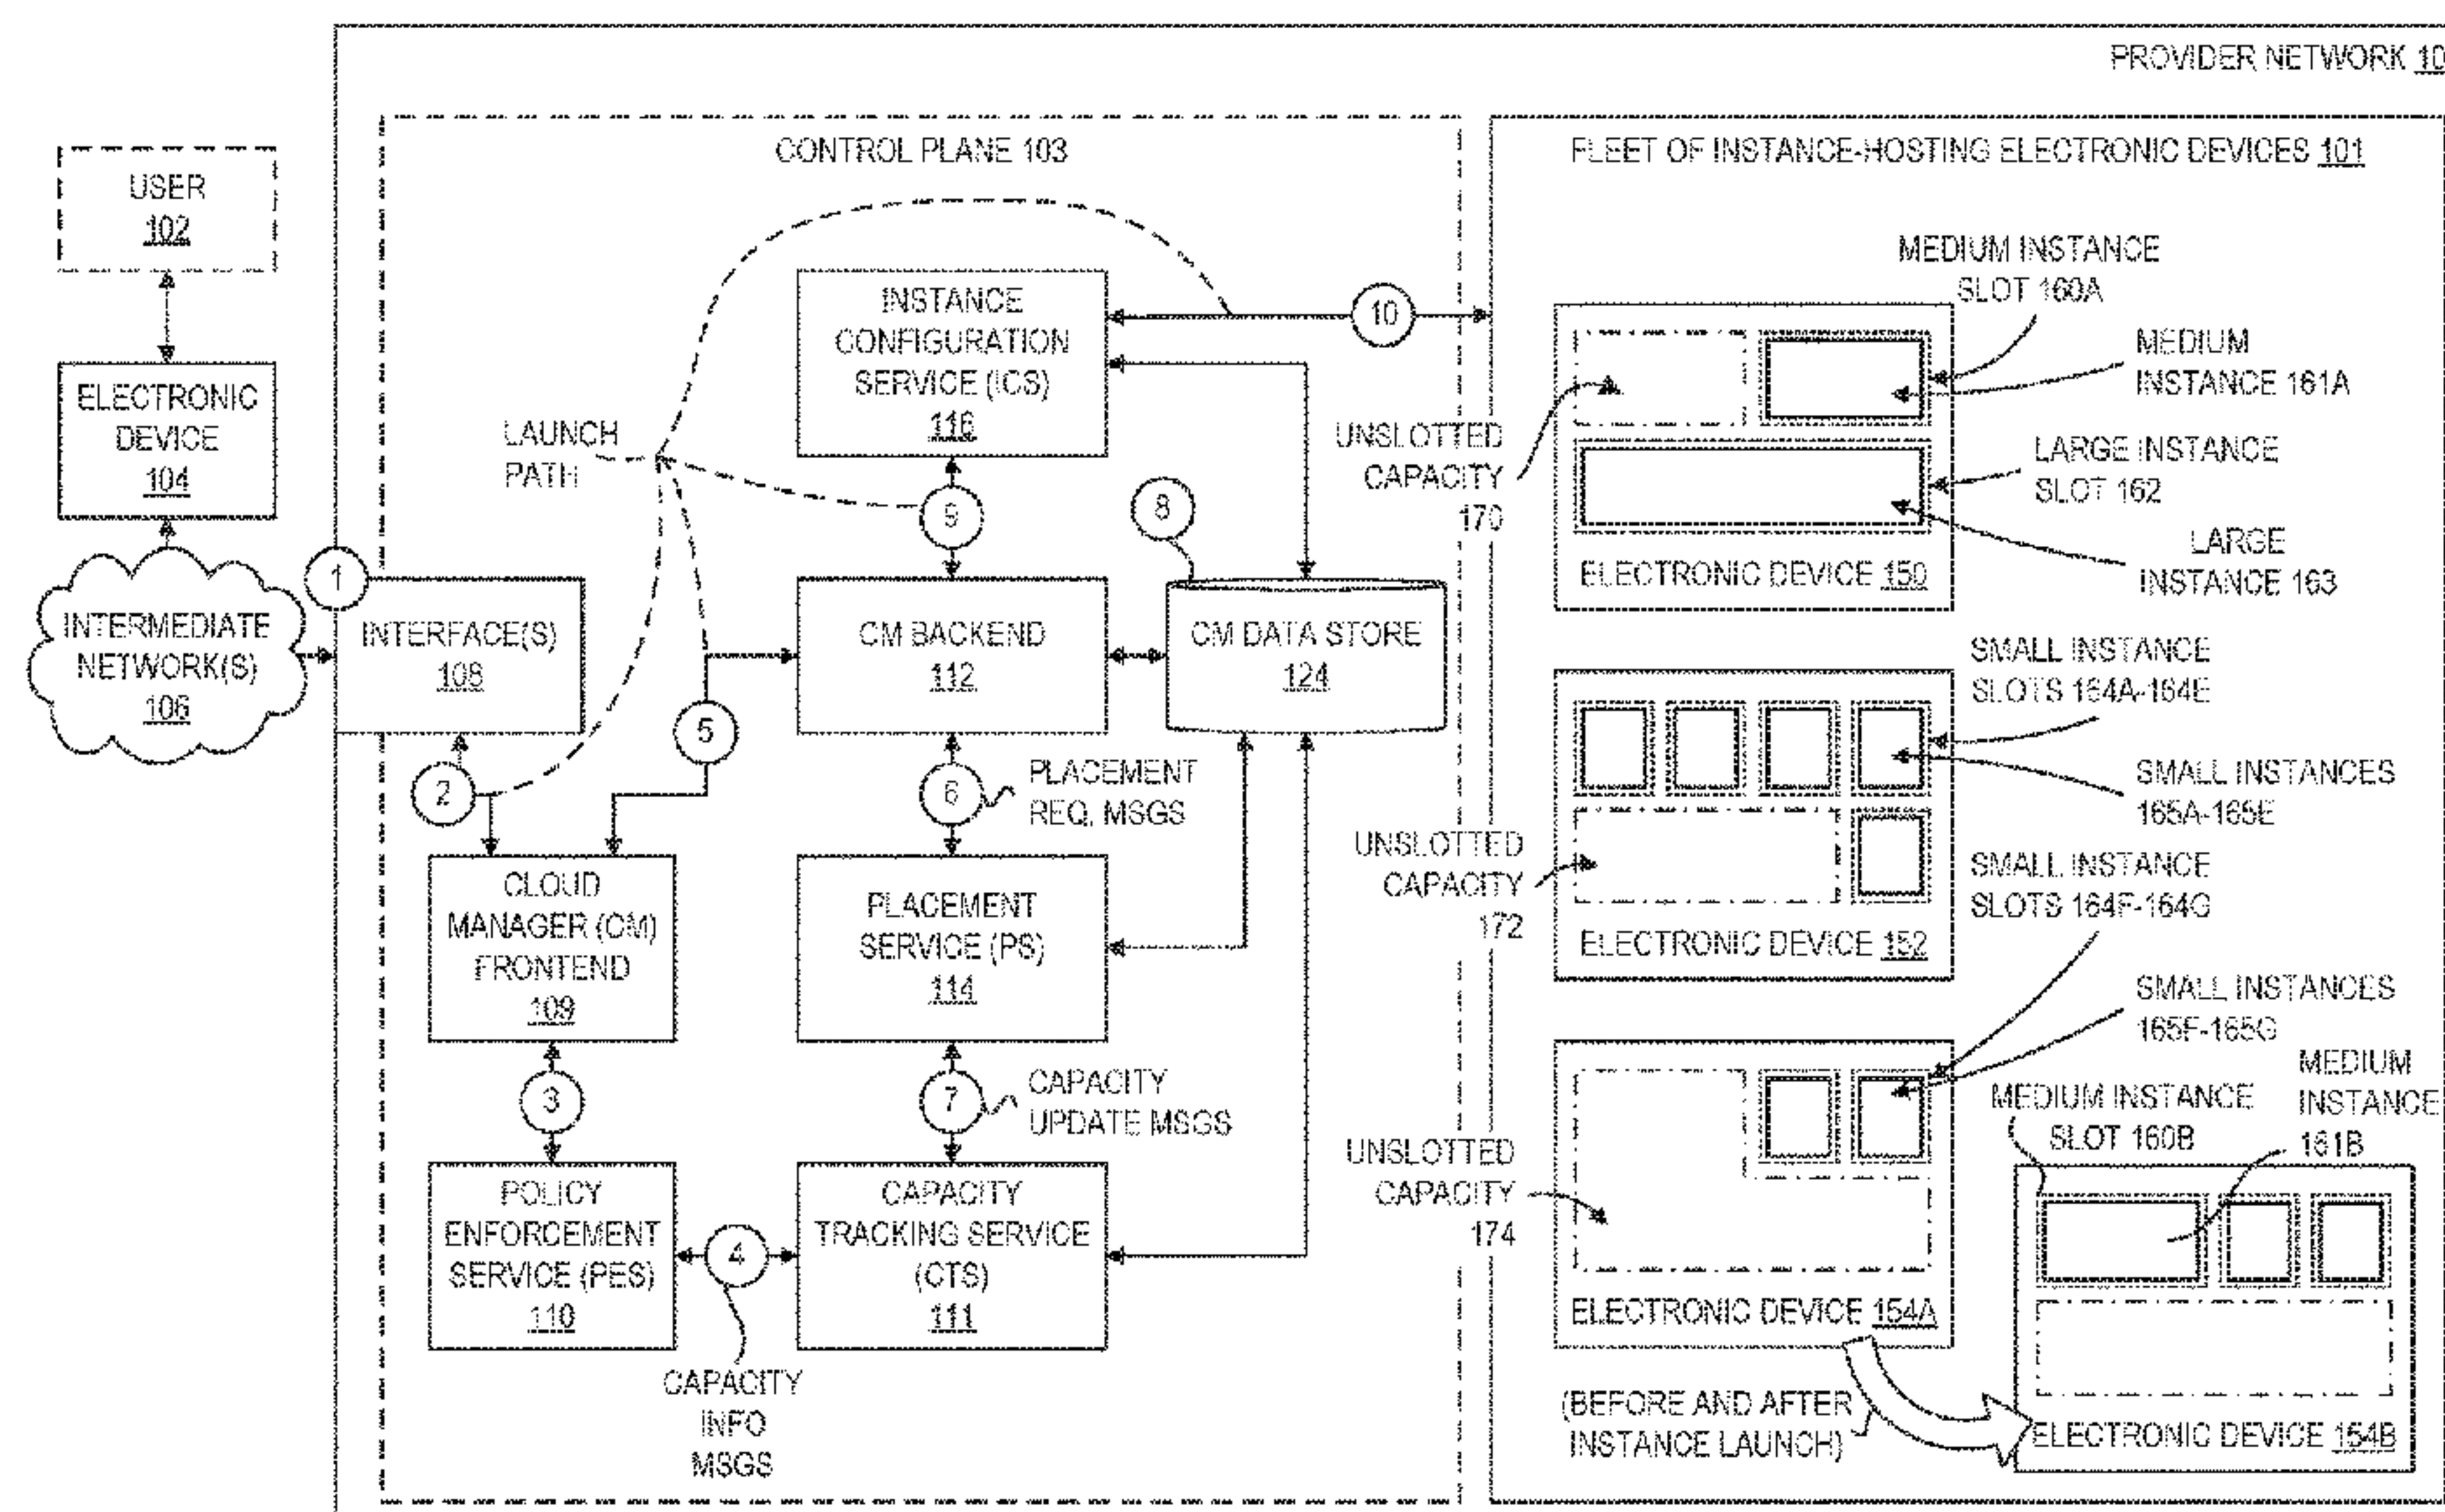 PROVIDER NETWORK 10
CONTROL PLANE 103
FLEET OF INSTANCE-HOSTING ELECTRONIC DEVICES 101
USER
102
ELECTRONIC
DEVICE
104
INTERMEDIATE
NETWORK(S)
106
1
INTERFACE(S)
108
LAUNCH
PATH
INSTANCE
CONFIGURATION
SERVICE (ICS)
116
10
9
8
CM BACKEND
112
CM DATA STORE
124
2
5
6
PLACEMENT
REQ. MSGS
CLOUD
MANAGER (CM)
FRONTEND
109
PLACEMENT
SERVICE (PS)
114
3
7
CAPACITY
UPDATE MSGS
POLICY
ENFORCEMENT
SERVICE (PES)
110
4
CAPACITY
TRACKING SERVICE
(CTS)
111
CAPACITY
INFO
MSGS
MEDIUM INSTANCE
SLOT 160A
MEDIUM
INSTANCE 161A
UNSLOTTED
CAPACITY
170
LARGE INSTANCE
SLOT 162
LARGE
INSTANCE 163
ELECTRONIC DEVICE 150
SMALL INSTANCE
SLOTS 164A-164E
SMALL INSTANCES
165A-165E
UNSLOTTED
CAPACITY
172
ELECTRONIC DEVICE 152
SMALL INSTANCE
SLOTS 164F-164G
SMALL INSTANCES
165F-165G
UNSLOTTED
CAPACITY
174
ELECTRONIC DEVICE 154A
MEDIUM INSTANCE
SLOT 160B
MEDIUM
INSTANCE
161B
(BEFORE AND AFTER
INSTANCE LAUNCH)
ELECTRONIC DEVICE 154B